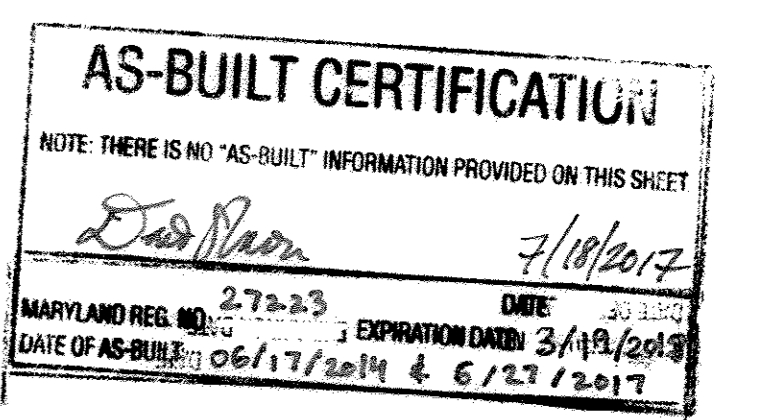 AS-BUILT CERTIFICATION
NOTE: THERE IS NO "AS-BUILT" INFORMATION PROVIDED ON THIS SHEET
7/18/2017
DATE
MARYLAND REG. NO. 27223 EXPIRATION DATE 3/19/2018
DATE OF AS-BUILT: 06/17/2014 & 6/27/2017